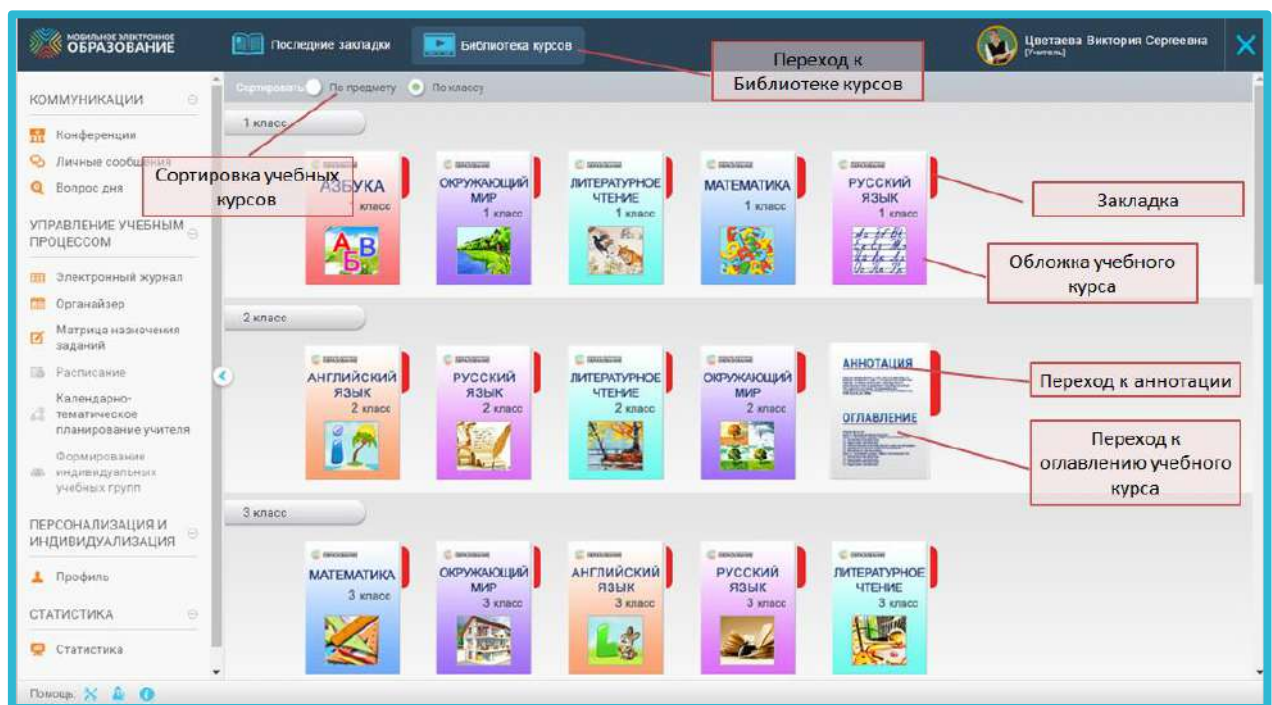 МОБИЛЬНОЕ ЭЛЕКТРОННОЕ
ОБРАЗОВАНИЕ
Последние закладки
Библиотека курсов
Цветаева Виктория Сергеевна
[Учитель]
Переход к
Библиотеке курсов
Сортировать
По предмету
По классу
КОММУНИКАЦИИ
Конференция
Личные сообщения
Вопрос дня
УПРАВЛЕНИЕ УЧЕБНЫМ
ПРОЦЕССОМ
Электронный журнал
Органайзер
Матрица назначения
заданий
Расписание
Календарно-
тематическое
планирование учителя
Формирование
индивидуальных
учебных групп
ПЕРСОНАЛИЗАЦИЯ И
ИНДИВИДУАЛИЗАЦИЯ
Профиль
СТАТИСТИКА
Статистика
Помощь:
Сортировка учебных
курсов
1 класс
АЗБУКА
класс
АВ
Б
ОКРУЖАЮЩИЙ
МИР
1 класс
ЛИТЕРАТУРНОЕ
ЧТЕНИЕ
1 класс
МАТЕМАТИКА
1 класс
РУССКИЙ
ЯЗЫК
1 класс
Закладка
Обложка учебного
курса
2 класс
АНГЛИЙСКИЙ
ЯЗЫК
2 класс
РУССКИЙ
ЯЗЫК
2 класс
ЛИТЕРАТУРНОЕ
ЧТЕНИЕ
2 класс
ОКРУЖАЮЩИЙ
МИР
2 класс
АННОТАЦИЯ
ОГЛАВЛЕНИЕ
Переход к аннотации
Переход к
оглавлению учебного
курса
3 класс
МАТЕМАТИКА
3 класс
ОКРУЖАЮЩИЙ
МИР
3 класс
АНГЛИЙСКИЙ
ЯЗЫК
3 класс
РУССКИЙ
ЯЗЫК
3 класс
ЛИТЕРАТУРНОЕ
ЧТЕНИЕ
3 класс